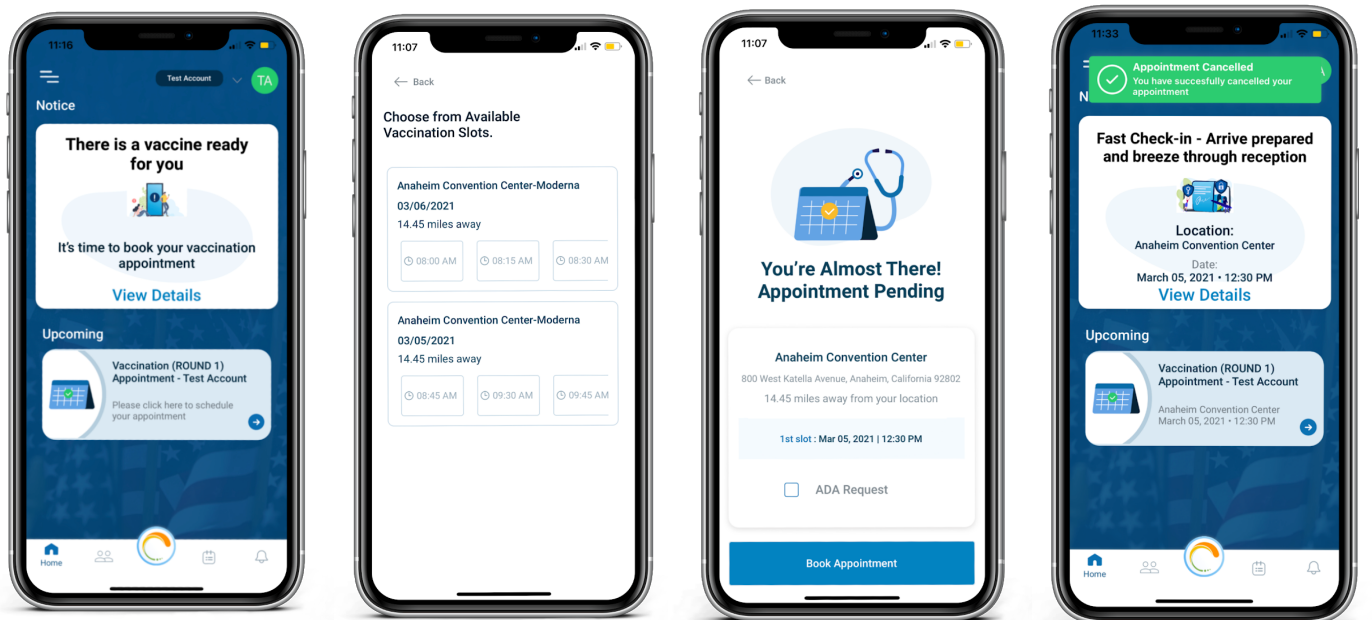 11:16
Test Account
TA
Notice
There is a vaccine ready
for you
It's time to book your vaccination
appointment
View Details
Upcoming
Vaccination (ROUND 1)
Appointment - Test Account
Please click here to schedule
your appointment
Home
11:07
Back
Choose from Available
Vaccination Slots.
Anaheim Convention Center-Moderna
03/06/2021
14.45 miles away
08:00 AM
08:15 AM
08:30 AM
Anaheim Convention Center-Moderna
03/05/2021
14.45 miles away
08:45 AM
09:30 AM
09:45 AM
11:07
Back
You're Almost There!
Appointment Pending
Anaheim Convention Center
800 West Katella Avenue, Anaheim, California 92802
14.45 miles away from your location
1st slot : Mar 05, 2021 | 12:30 PM
ADA Request
Book Appointment
11:33
Appointment Cancelled
You have succesfully cancelled your
appointment
N
Fast Check-in - Arrive prepared
and breeze through reception
Location:
Anaheim Convention Center
Date:
March 05, 2021 • 12:30 PM
View Details
Upcoming
Vaccination (ROUND 1)
Appointment - Test Account
Anaheim Convention Center
March 05, 2021 • 12:30 PM
Home